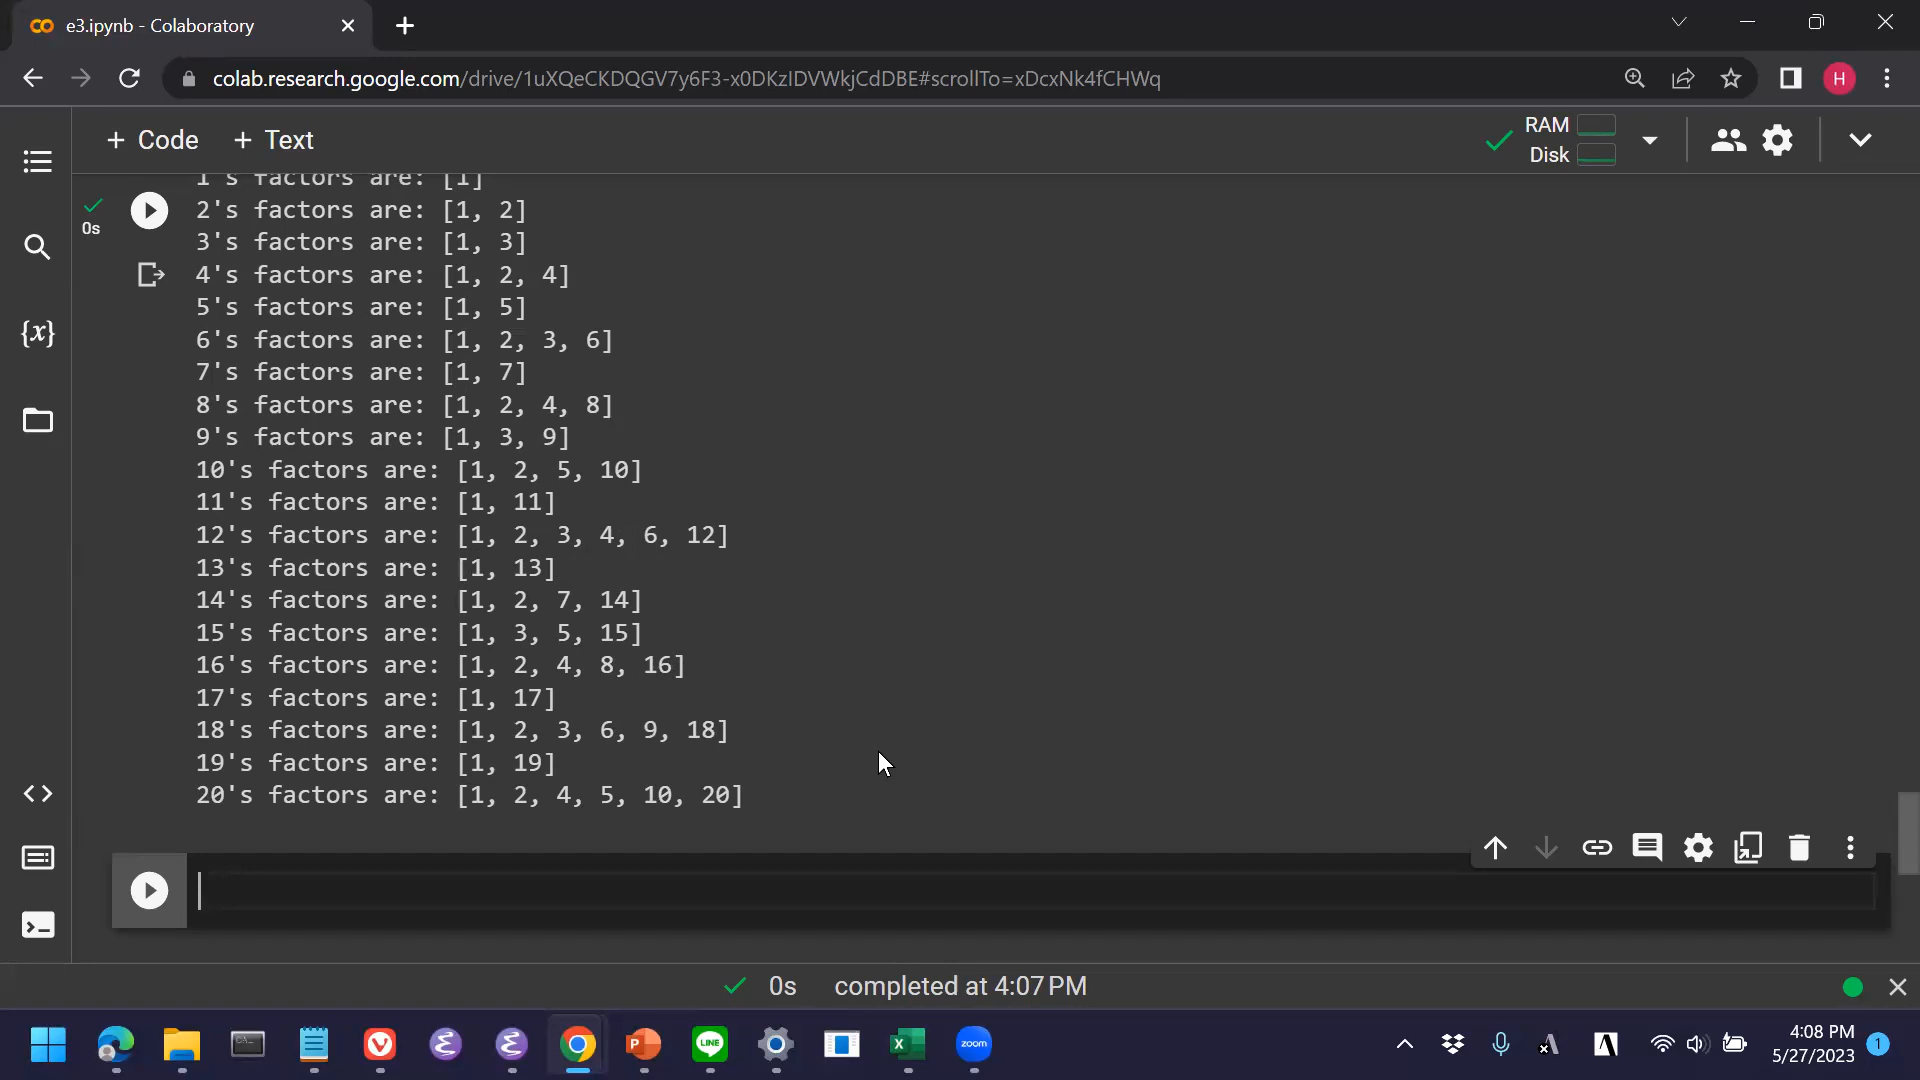 e3.ipynb - Colaboratory
colab.research.google.com/drive/1uXQeCKDQGV7y6F3-x0DKzIDVWkjCdDBE#scrollTo=xDcxNk4fCHWq
H
+ Code + Text
RAM
Disk
1's factors are: [1]
0s
2's factors are: [1, 2]
3's factors are: [1, 3]
{x}
4's factors are: [1, 2, 4]
5's factors are: [1, 5]
6's factors are: [1, 2, 3, 6]
7's factors are: [1, 7]
8's factors are: [1, 2, 4, 8]
9's factors are: [1, 3, 9]
10's factors are: [1, 2, 5, 10]
11's factors are: [1, 11]
12's factors are: [1, 2, 3, 4, 6, 12]
13's factors are: [1, 13]
14's factors are: [1, 2, 7, 14]
15's factors are: [1, 3, 5, 15]
16's factors are: [1, 2, 4, 8, 16]
17's factors are: [1, 17]
18's factors are: [1, 2, 3, 6, 9, 18]
19's factors are: [1, 19]
20's factors are: [1, 2, 4, 5, 10, 20]
0s completed at 4:07 PM
LINE
zoom
4:08 PM
5/27/2023
1